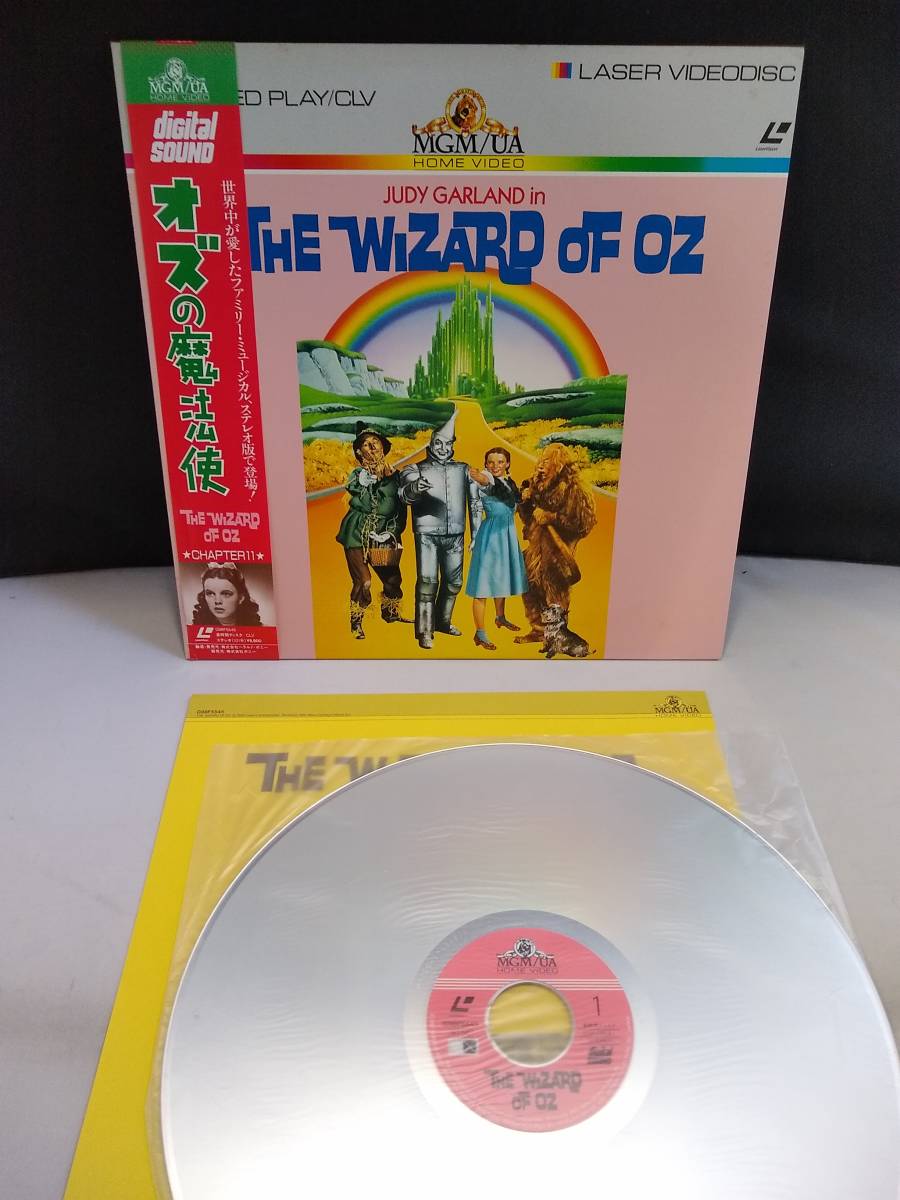 MGM/UA
HOME VIDEO
digital
SOUND
オズの魔法使
世界中が愛したファミリー・ミュージカル、ステレオ版で登場!
THE WIZARD
OF OZ
★CHAPTER11★
ED PLAY/CLV
LASER VIDEODISC
MGM/UA
HOME VIDEO
JUDY GARLAND in
THE WIZARD OF OZ
MGM/UA
HOME VIDEO
THE W
MGM/UA
HOME VIDEO
1
THE WIZARD
OF OZ